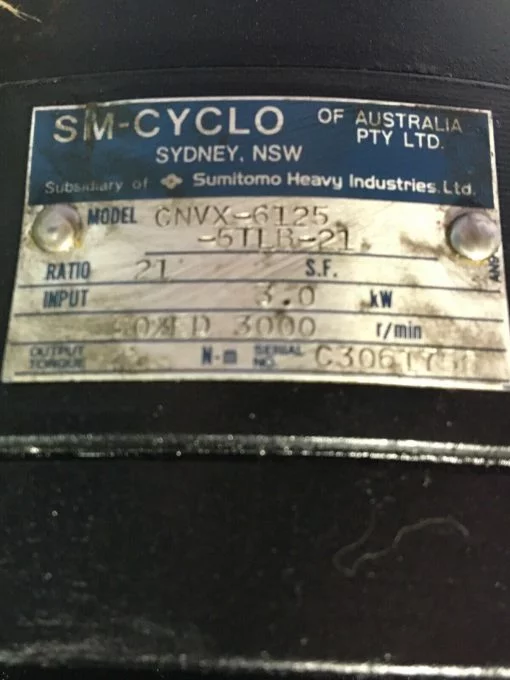 SM-CYCLO OF AUSTRALIA PTY LTD.
SYDNEY, NSW
Subsidiary of Sumitomo Heavy Industries, Ltd.
MODEL CNVX-6125
-5TLB-21
RATIO 21 S.F.
INPUT 3.0 kW
3000 r/min
OUTPUT TORQUE N-m SERIAL NO.